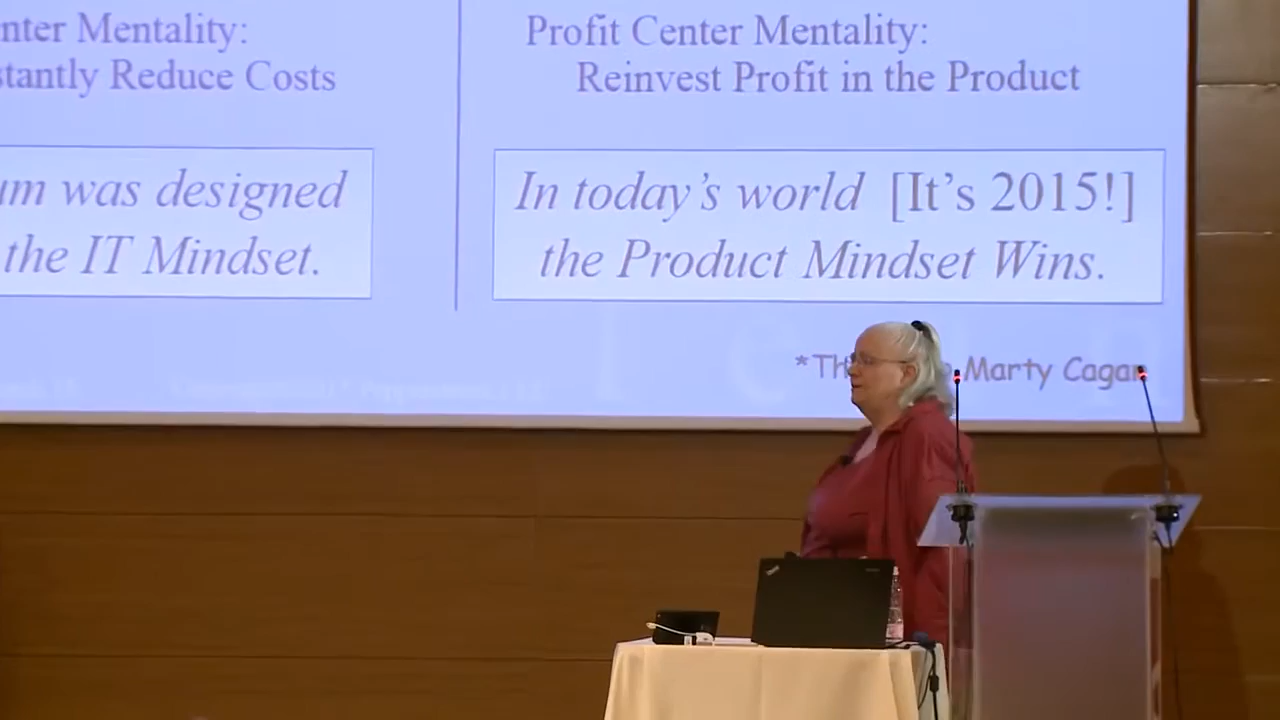 nter Mentality:
stantly Reduce Costs
um was designed
the IT Mindset.
Profit Center Mentality:
Reinvest Profit in the Product
In today's world [It's 2015!]
the Product Mindset Wins.
*Th Marty Cagan